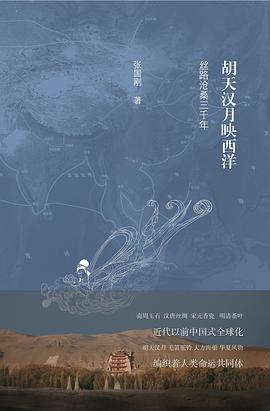 胡天汉月映西洋
丝路沧桑三千年
张国刚 著
商周玉石 汉唐丝绸 宋元香瓷 明清茶叶
近代以前中国式全球化
胡天汉月 羌笛驼铃 天方海舶 华夏风物
编织着人类命运共同体